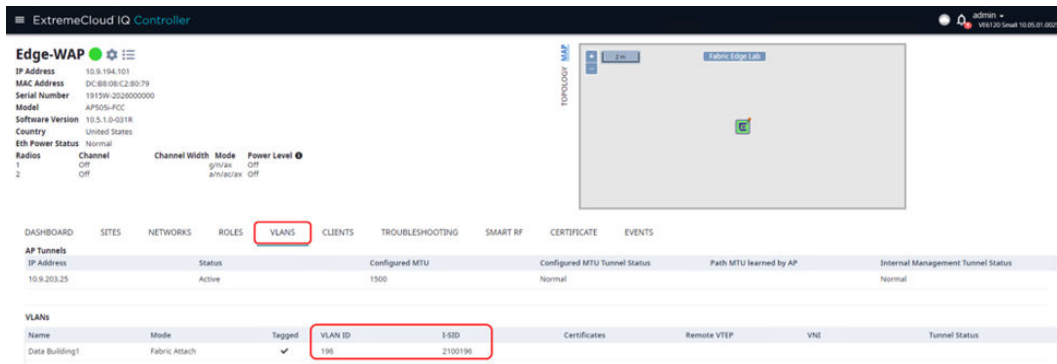 ExtremeCloud IQ Controller
admin
VE6120 Small 10.05.01.002
Edge-WAP
IP Address 10.9.194.101
MAC Address DC:B8:08:C2:80:79
Serial Number 1915W-2026000000
Model AP505i-FCC
Software Version 10.5.1.0-031R
Country United States
Eth Power Status Normal
Radios Channel Channel Width Mode Power Level
1 Off g/n/ax Off
2 Off a/n/ac/ax Off
MAP
TOPOLOGY
+ 2 m Fabric Edge Lab
DASHBOARD SITES NETWORKS ROLES VLANS CLIENTS TROUBLESHOOTING SMART RF CERTIFICATE EVENTS
AP Tunnels
IP Address Status Configured MTU Configured MTU Tunnel Status Path MTU learned by AP Internal Management Tunnel Status
10.9.203.25 Active 1500 Normal Normal
VLANs
Name Mode Tagged VLAN ID I-SID Certificates Remote VTEP VNI Tunnel Status
Data Building1 Fabric Attach ✓ 196 2100196